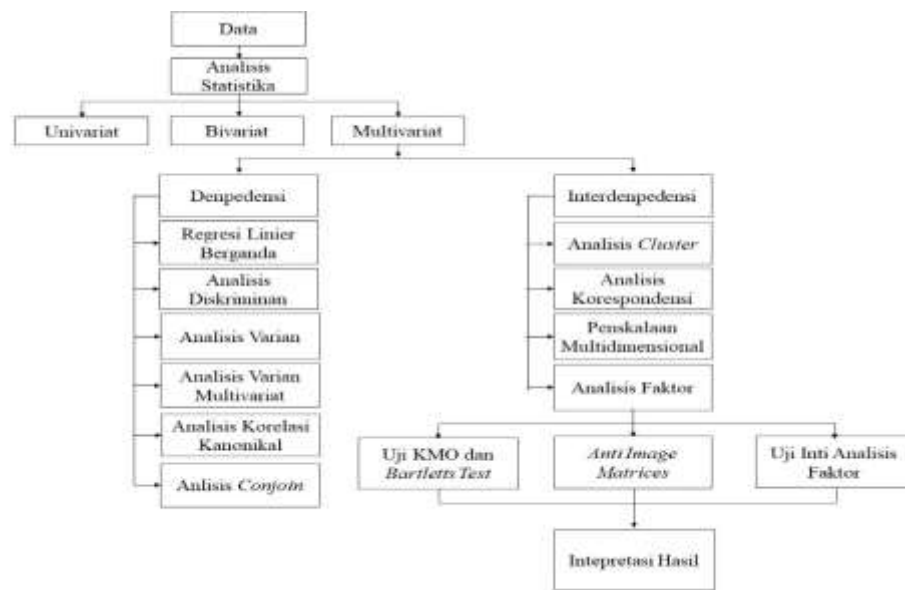 Data
Analisis
Statistika
Univariat
Bivariat
Multivariat
Denpedensi
Regresi Linier
Berganda
Analisis
Diskriminan
Analisis Varian
Analisis Varian
Multivariat
Analisis Korelasi
Kanonikal
Anlisis Conjoin
Interdenpedensi
Analisis Cluster
Analisis
Korespondensi
Penskalaan
Multidimensional
Analisis Faktor
Uji KMO dan
Bartletts Test
Anti Image
Matrices
Uji Inti Analisis
Faktor
Intepretasi Hasil